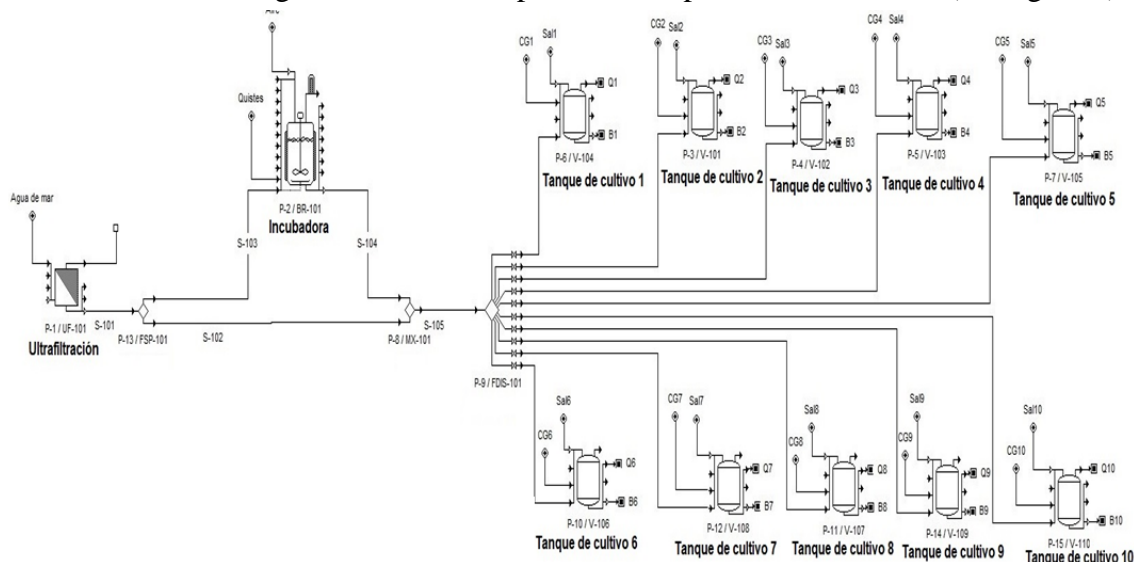 Aire
Quistes
Agua de mar
P-1 / UF-101
Ultrafiltración
S-101
P-13 / FSP-101
S-102
S-103
P-2 / BR-101
Incubadora
S-104
P-8 / MX-101
S-105
P-9 / FDIS-101
CG1
Sal1
Q1
B1
P-6 / V-104
Tanque de cultivo 1
CG2
Sal2
Q2
B2
P-3 / V-101
Tanque de cultivo 2
CG3
Sal3
Q3
B3
P-4 / V-102
Tanque de cultivo 3
CG4
Sal4
Q4
B4
P-5 / V-103
Tanque de cultivo 4
CG5
Sal5
Q5
B5
P-7 / V-105
Tanque de cultivo 5
CG6
Sal6
Q6
B6
P-10 / V-106
Tanque de cultivo 6
CG7
Sal7
Q7
B7
P-12 / V-108
Tanque de cultivo 7
CG8
Sal8
Q8
B8
P-11 / V-107
Tanque de cultivo 8
CG9
Sal9
Q9
B9
P-14 / V-109
Tanque de cultivo 9
CG10
Sal10
Q10
B10
P-15 / V-110
Tanque de cultivo 10